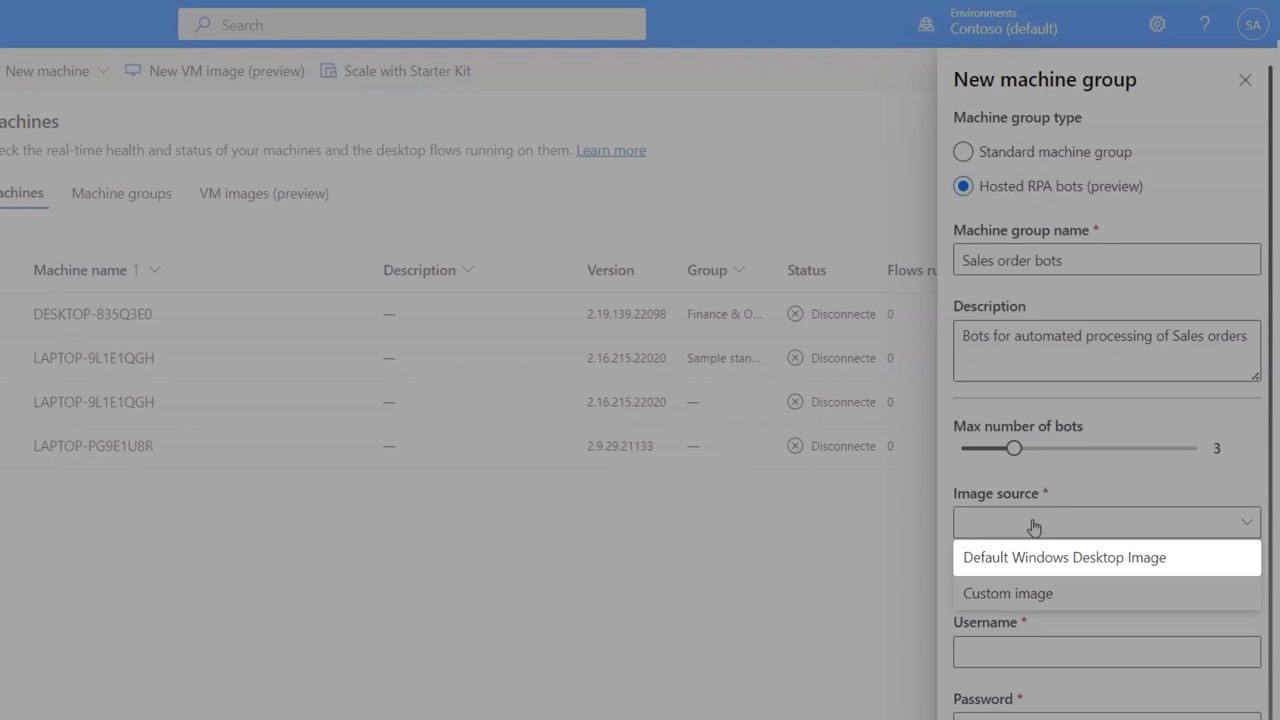 Search
Environments
Contoso (default)
?
SA
New machine
New VM image (preview)
Scale with Starter Kit
achines
eck the real-time health and status of your machines and the desktop flows running on them. Learn more
achines
Machine groups
VM images (preview)
Machine name ↑
Description
Version
Group
Status
Flows ru
DESKTOP-835Q3E0 — 2.19.139.22098 Finance & O... Disconnecte 0
LAPTOP-9L1E1QGH — 2.16.215.22020 Sample stan... Disconnecte 0
LAPTOP-9L1E1QGH — 2.16.215.22020 — Disconnecte 0
LAPTOP-PG9E1U8R — 2.9.29.21133 — Disconnecte 0
New machine group
Machine group type
Standard machine group
Hosted RPA bots (preview)
Machine group name *
Sales order bots
Description
Bots for automated processing of Sales orders
Max number of bots
3
Image source *
Default Windows Desktop Image
Custom image
Username *
Password *